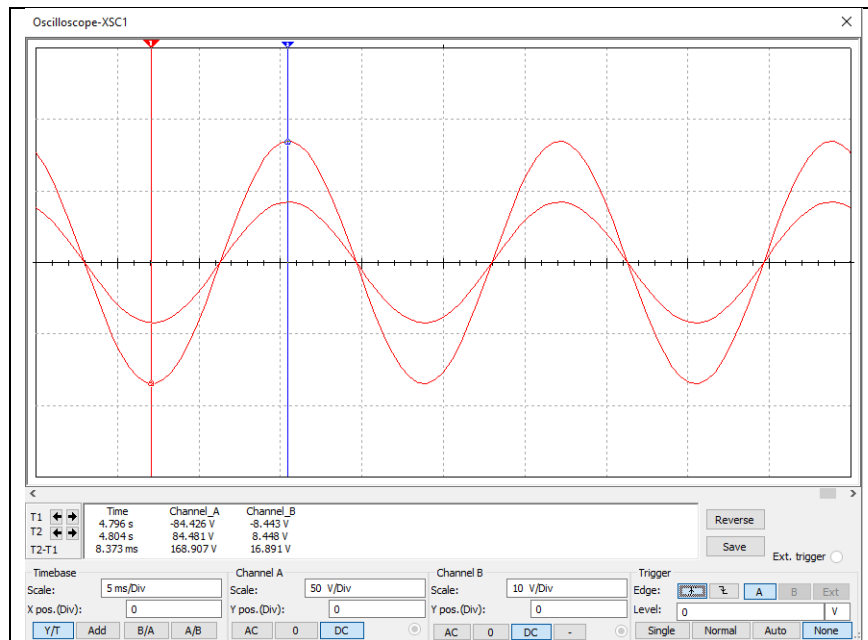 Oscilloscope-XSC1
1
Time Channel_A Channel_B
T1 4.796 s -84.426 V -8.443 V
T2 4.804 s 84.481 V 8.448 V
T2-T1 8.373 ms 168.907 V 16.891 V
Reverse
Save
Ext. trigger
Timebase
Scale: 5 ms/Div
X pos.(Div): 0
Y/T Add B/A A/B
Channel A
Scale: 50 V/Div
Y pos.(Div): 0
AC 0 DC
Channel B
Scale: 10 V/Div
Y pos.(Div): 0
AC 0 DC -
Trigger
Edge: A B Ext
Level: 0 V
Single Normal Auto None